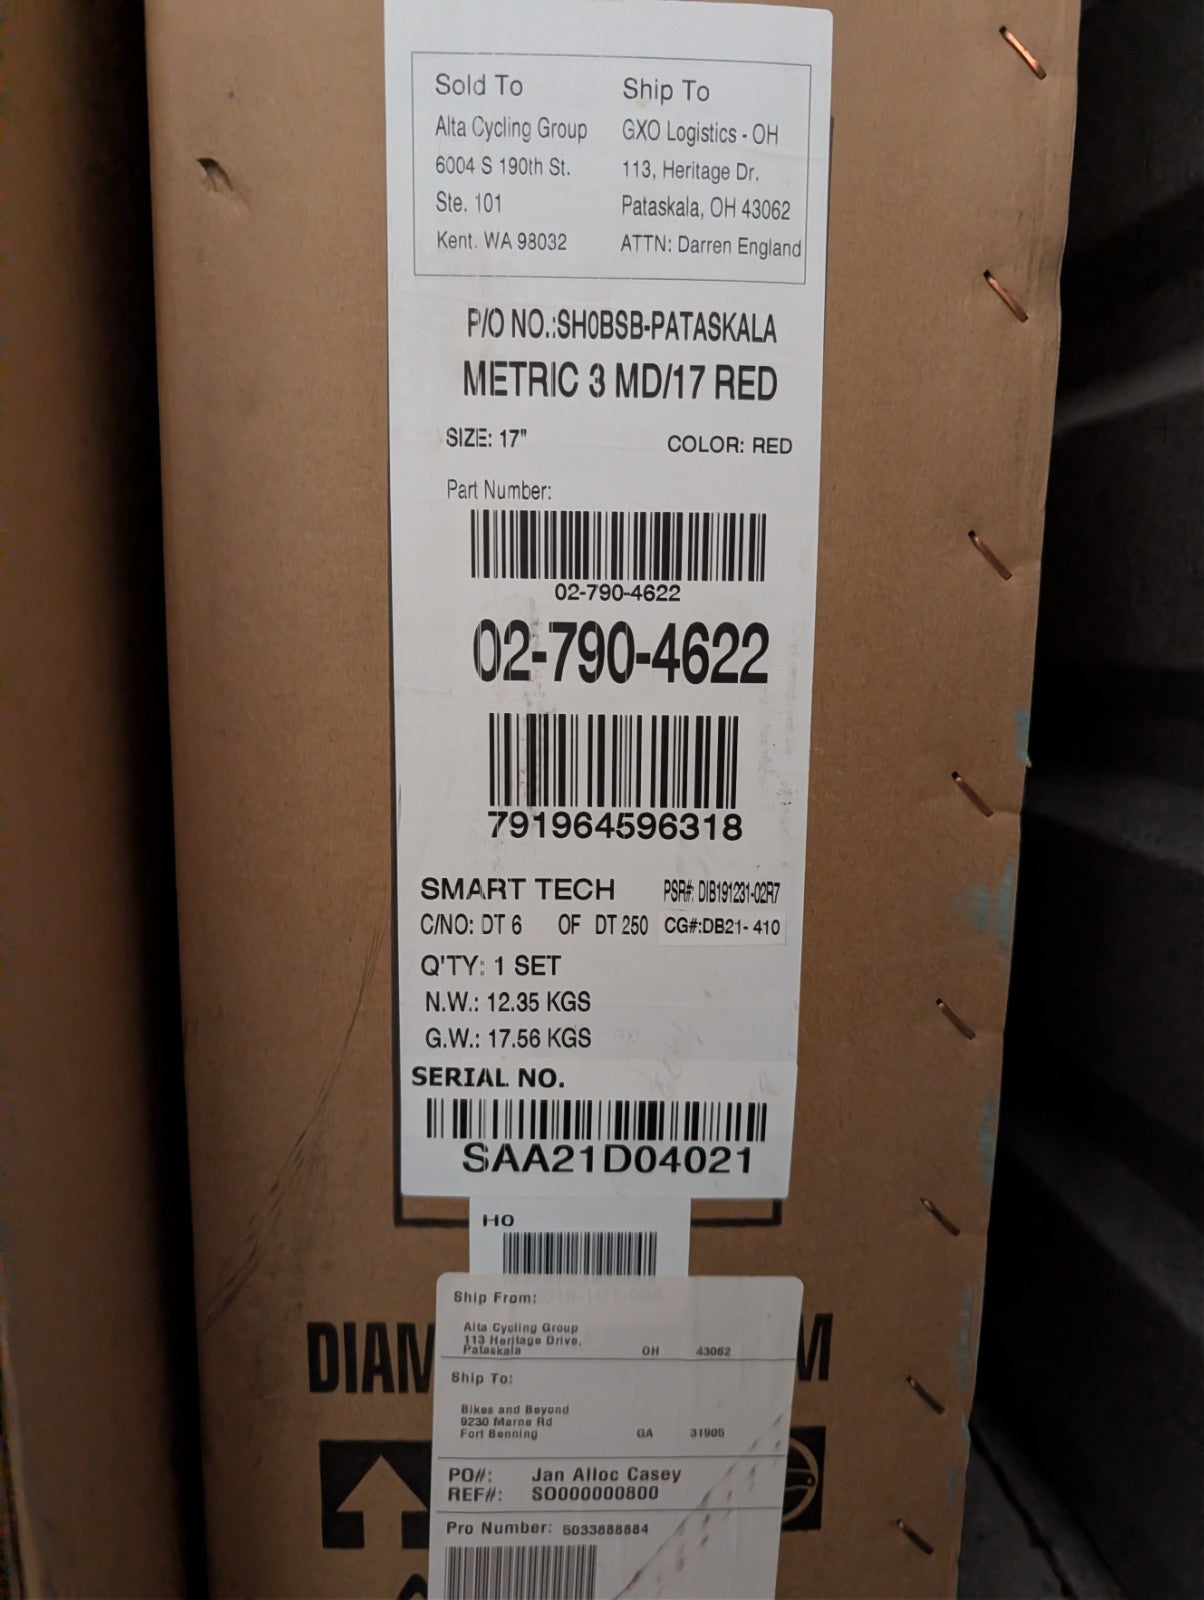 Sold To
Alta Cycling Group
6004 S 190th St.
Ste. 101
Kent. WA 98032
Ship To
GXO Logistics - OH
113, Heritage Dr.
Pataskala, OH 43062
ATTN: Darren England
P/O NO.:SH0BSB-PATASKALA
METRIC 3 MD/17 RED
SIZE: 17" COLOR: RED
Part Number:
02-790-4622
02-790-4622
791964596318
SMART TECH PSR#: DIB191231-02R7
C/NO: DT 6 OF DT 250 CG#:DB21- 410
Q'TY: 1 SET
N.W.: 12.35 KGS
G.W.: 17.56 KGS
SERIAL NO.
SAA21D04021
HO
Ship From:
Alta Cycling Group
113 Heritage Drive.
Pataskala OH 43062
Ship To:
Bikes and Beyond
9230 Marne Rd
Fort Benning GA 31905
PO#: Jan Alloc Casey
REF#: SO000000800
Pro Number: 5033888884